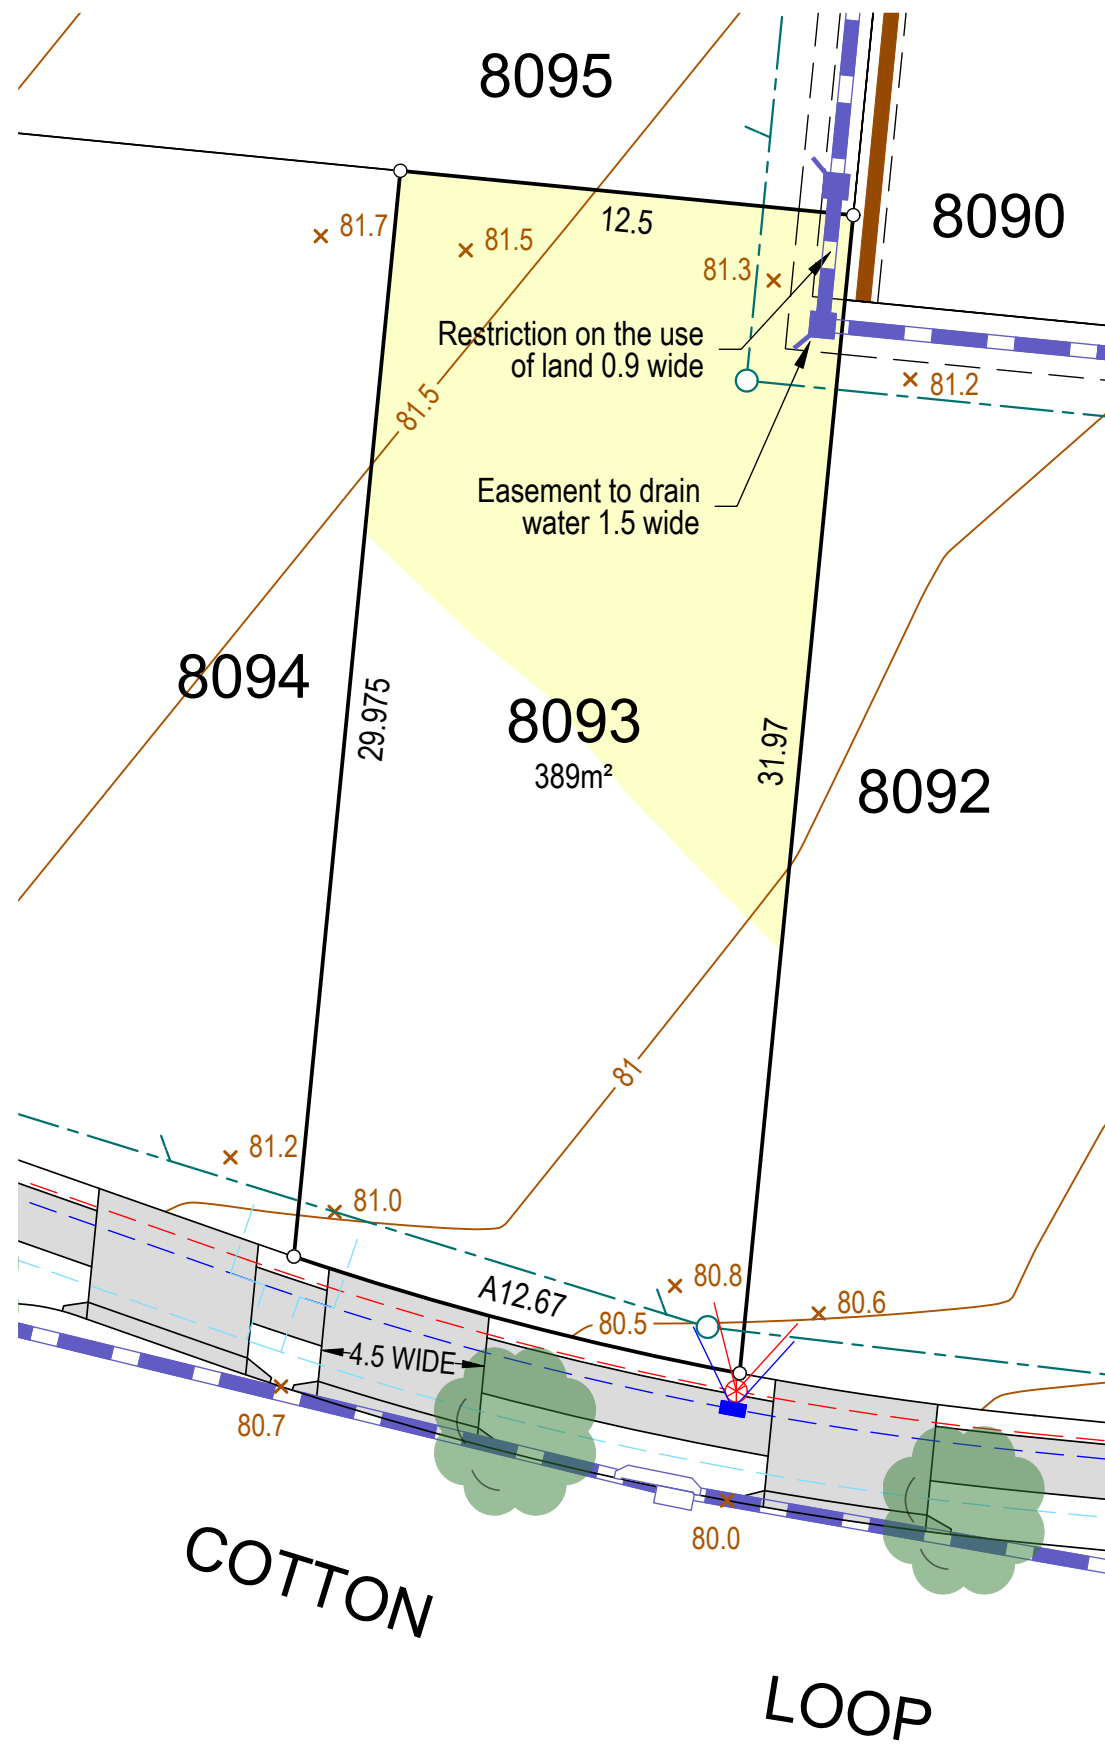 8095
8090
12.5
81.7
81.5
81.3
Restriction on the use
of land 0.9 wide
81.2
81.5
Easement to drain
water 1.5 wide
8094
29.975
8093
389m²
31.97
8092
81
81.2
81.0
80.8
80.6
A12.67
80.5
4.5 WIDE
80.7
80.0
COTTON
LOOP